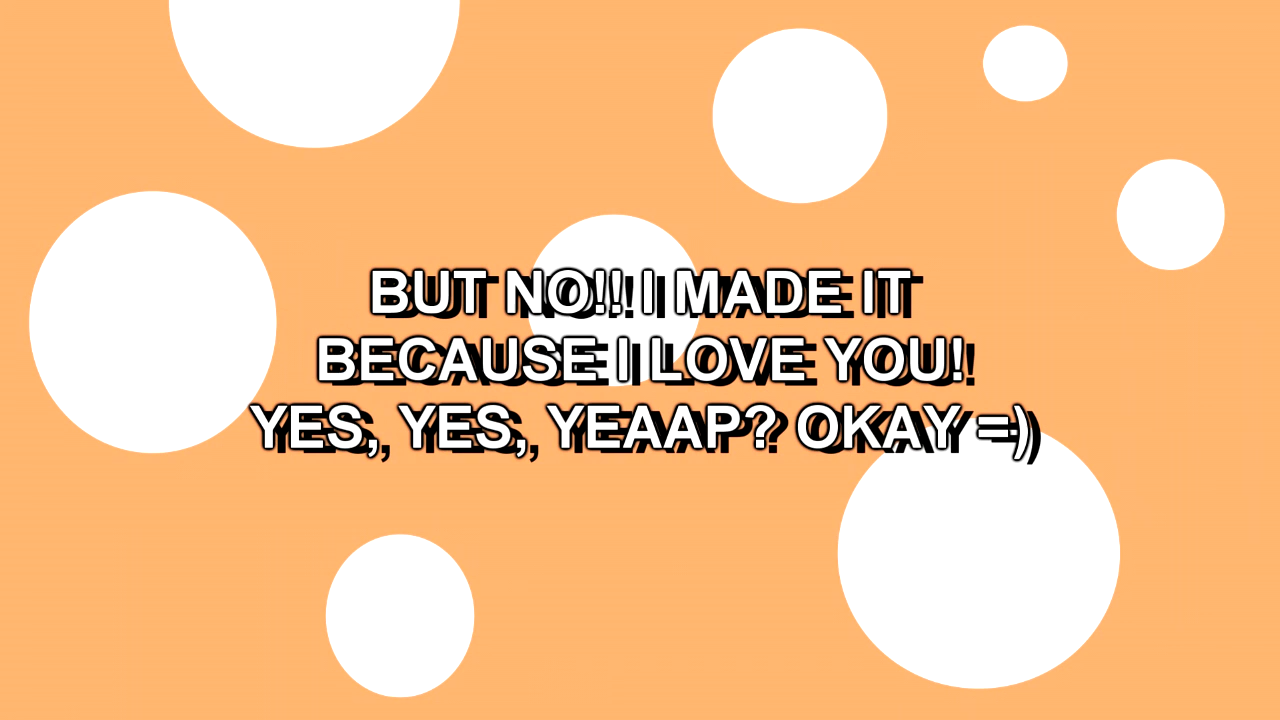 BUT NO!! I MADE IT
BECAUSE I LOVE YOU!
YES, YES, YEAAP? OKAY =)